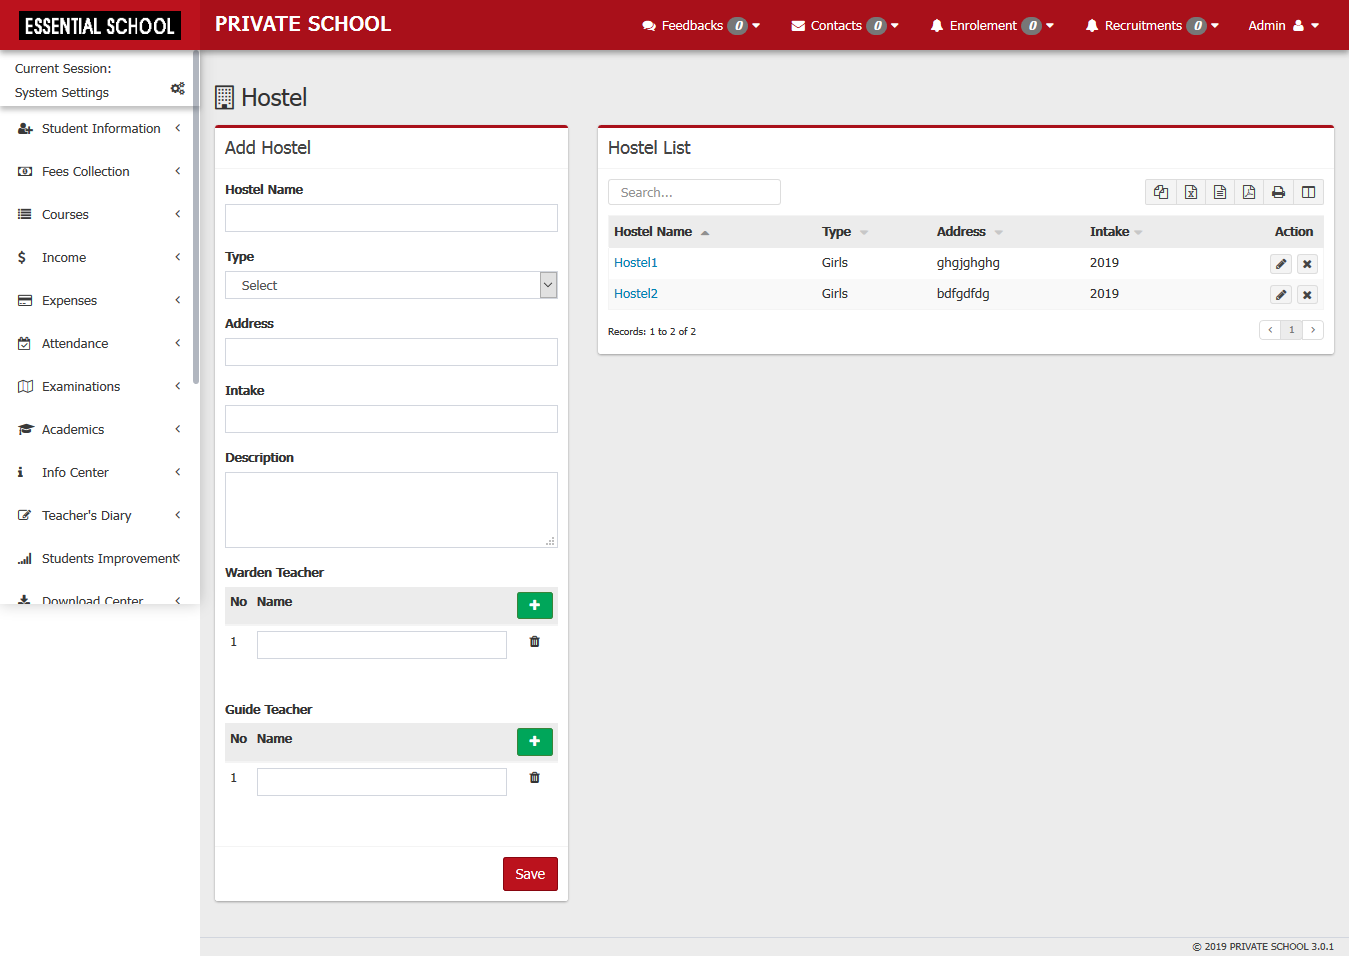 ESSENTIAL SCHOOL
PRIVATE SCHOOL
Feedbacks 0
Contacts 0
Enrolement 0
Recruitments 0
Admin
Current Session:
System Settings
Student Information
Fees Collection
Courses
Income
Expenses
Attendance
Examinations
Academics
Info Center
Teacher's Diary
Students Improvement
Download Center
Hostel
Add Hostel
Hostel Name
Type
Select
Address
Intake
Description
Warden Teacher
No Name
1
Guide Teacher
No Name
1
Save
Hostel List
Search...
Hostel Name Type Address Intake Action
Hostel1 Girls ghgjghghg 2019
Hostel2 Girls bdfgdfdg 2019
Records: 1 to 2 of 2
1
© 2019 PRIVATE SCHOOL 3.0.1